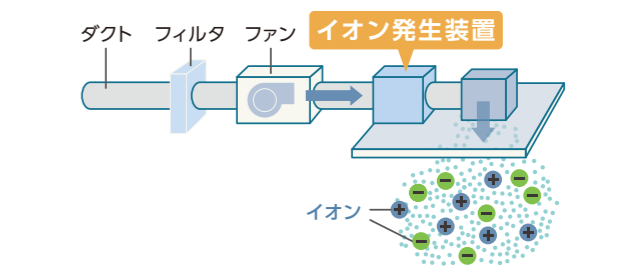 ダクト
フィルタ
ファン
イオン発生装置
イオン